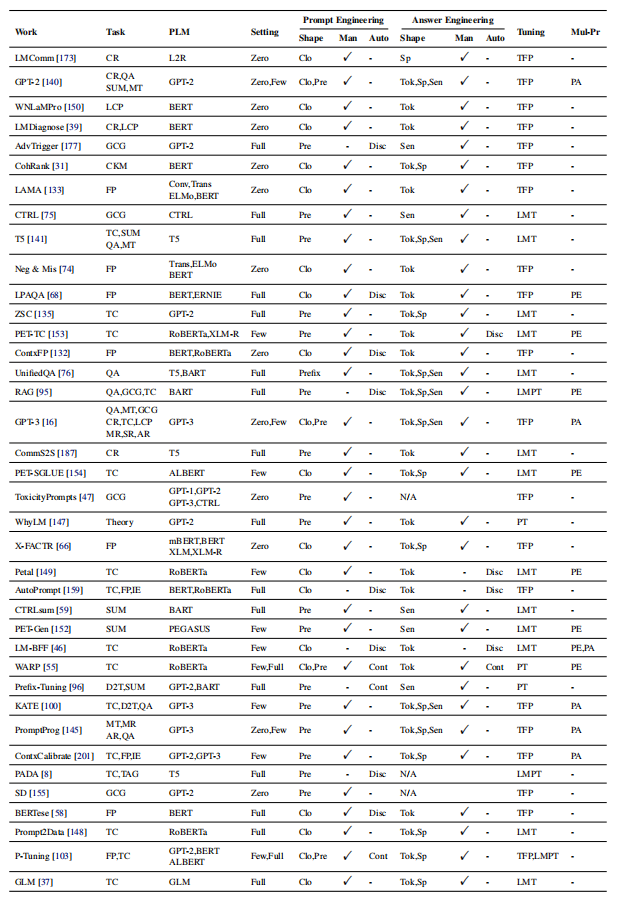 Prompt Engineering Answer Engineering
Work Task PLM Setting Tuning Mul-Pr
Shape Man Auto Shape Man Auto
LMComm [173] CR L2R Zero Clo ✓ - Sp ✓ - TFP -
GPT-2 [140] CR,QA SUM,MT GPT-2 Zero,Few Clo,Pre ✓ - Tok,Sp,Sen ✓ - TFP PA
WNLaMPro [150] LCP BERT Zero Clo ✓ - Tok ✓ - TFP -
LMDiagnose [39] CR,LCP BERT Zero Clo ✓ - Tok ✓ - TFP -
AdvTrigger [177] GCG GPT-2 Full Pre - Disc Sen ✓ - TFP -
CohRank [31] CKM BERT Zero Clo ✓ - Tok,Sp ✓ - TFP -
LAMA [133] FP Conv,Trans ELMo,BERT Zero Clo ✓ - Tok ✓ - TFP -
CTRL [75] GCG CTRL Full Pre ✓ - Sen ✓ - LMT -
T5 [141] TC,SUM QA,MT T5 Full Pre ✓ - Tok,Sp,Sen ✓ - LMT -
Neg & Mis [74] FP Trans,ELMo BERT Zero Clo ✓ - Tok ✓ - TFP -
LPAQA [68] FP BERT,ERNIE Full Clo ✓ Disc Tok ✓ - TFP PE
ZSC [135] TC GPT-2 Full Pre ✓ - Tok,Sp ✓ - LMT -
PET-TC [153] TC RoBERTa,XLM-R Few Clo ✓ - Tok ✓ Disc LMT PE
ContxFP [132] FP BERT,RoBERTa Zero Clo ✓ Disc Tok ✓ - TFP -
UnifiedQA [76] QA T5,BART Full Prefix ✓ - Tok,Sp,Sen ✓ - LMT -
RAG [95] QA,GCG,TC BART Full Pre - Disc Tok,Sp,Sen ✓ - LMPT PE
GPT-3 [16] QA,MT,GCG CR,TC,LCP MR,SR,AR GPT-3 Zero,Few Clo,Pre ✓ - Tok,Sp,Sen ✓ - TFP PA
CommS2S [187] CR T5 Full Pre ✓ - Tok ✓ - LMT -
PET-SGLUE [154] TC ALBERT Few Clo ✓ - Tok,Sp ✓ - LMT PE
ToxicityPrompts [47] GCG GPT-1,GPT-2 GPT-3,CTRL Zero Pre ✓ - N/A TFP -
WhyLM [147] Theory GPT-2 Full Pre ✓ - Tok ✓ - PT -
X-FACTR [66] FP mBERT,BERT XLM,XLM-R Zero Clo ✓ - Tok,Sp ✓ - TFP -
Petal [149] TC RoBERTa Few Clo ✓ - Tok - Disc LMT PE
AutoPrompt [159] TC,FP,IE BERT,RoBERTa Full Clo - Disc Tok - Disc TFP -
CTRLsum [59] SUM BART Full Pre ✓ - Sen ✓ - LMT -
PET-Gen [152] SUM PEGASUS Few Pre ✓ - Sen ✓ - LMT PE
LM-BFF [46] TC RoBERTa Few Clo - Disc Tok - Disc LMT PE,PA
WARP [55] TC RoBERTa Few,Full Clo,Pre ✓ Cont Tok ✓ Cont PT PE
Prefix-Tuning [96] D2T,SUM GPT-2,BART Full Pre - Cont Sen ✓ - PT -
KATE [100] TC,D2T,QA GPT-3 Few Pre ✓ - Tok,Sp,Sen ✓ - TFP PA
PromptProg [145] MT,MR AR,QA GPT-3 Zero,Few Pre ✓ - Tok,Sp,Sen ✓ - TFP PA
ContxCalibrate [201] TC,FP,IE GPT-2,GPT-3 Few Pre ✓ - Tok,Sp ✓ - TFP PA
PADA [8] TC,TAG T5 Full Pre - Disc N/A LMPT -
SD [155] GCG GPT-2 Zero Pre ✓ - N/A TFP -
BERTese [58] FP BERT Full Clo ✓ Disc Tok ✓ - TFP -
Prompt2Data [148] TC RoBERTa Full Clo ✓ - Tok,Sp ✓ - LMT -
P-Tuning [103] FP,TC GPT-2,BERT ALBERT Few,Full Clo,Pre ✓ Cont Tok,Sp ✓ - TFP,LMPT -
GLM [37] TC GLM Full Clo ✓ - Tok,Sp ✓ - LMT -